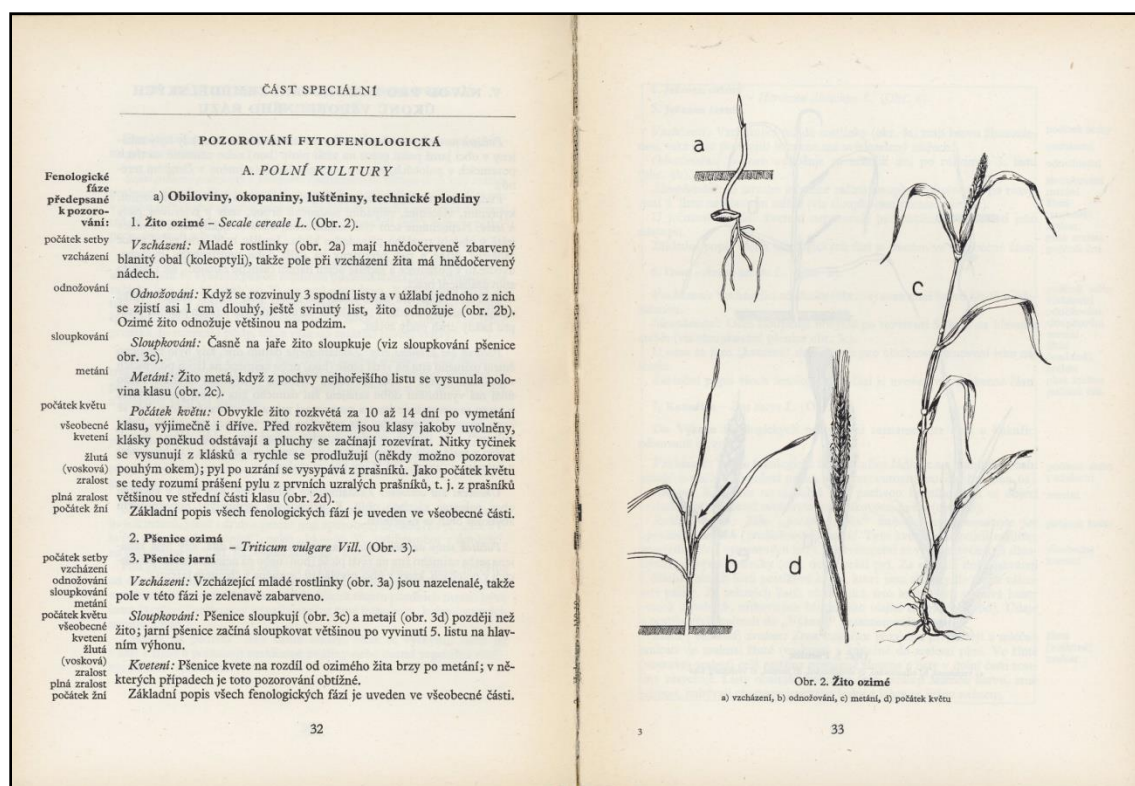 ČÁST SPECIÁLNÍ
POZOROVÁNÍ FYTOFENOLOGICKÁ
A. POLNÍ KULTURY
a) Obiloviny, okopaniny, luštěniny, technické plodiny
Fenologické
fáze
předepsané
k pozoro-
vání:
počátek setby
vzcházení
odnožování
sloupkování
metání
počátek květu
všeobecné
kvetení
žlutá
(vosková)
zralost
plná zralost
počátek žní
1. Žito ozimé – Secale cereale L. (Obr. 2).
Vzcházení: Mladé rostlinky (obr. 2a) mají hnědočerveně zbarvený
blanitý obal (koleoptyli), takže pole při vzcházení žita má hnědočervený
nádech.
Odnožování: Když se rozvinuly 3 spodní listy a v úžlabí jednoho z nich
se zjistí asi 1 cm dlouhý, ještě svinutý list, žito odnožuje (obr. 2b).
Ozimé žito odnožuje většinou na podzim.
Sloupkování: Časně na jaře žito sloupkuje (viz sloupkování pšenice
obr. 3c).
Metání: Žito metá, když z pochvy nejhořejšího listu se vysunula polo-
vina klasu (obr. 2c).
Počátek květu: Obvykle žito rozkvétá za 10 až 14 dní po vymetání
klasu, výjimečně i dříve. Před rozkvětem jsou klasy jakoby uvolněny,
klásky poněkud odstávají a pluchy se začínají rozevírat. Nitky tyčinek
se vysunují z klásků a rychle se prodlužují (někdy možno pozorovat
pouhým okem); pyl po uzrání se vysypává z prašníků. Jako počátek květu
se tedy rozumí prášení pylu z prvních uzralých prašníků, t. j. z prašníků
většinou ve střední části klasu (obr. 2d).
Základní popis všech fenologických fází je uveden ve všeobecné části.
2. Pšenice ozimá
– Triticum vulgare Vill. (Obr. 3).
3. Pšenice jarní
počátek setby
vzcházení
odnožování
sloupkování
metání
počátek květu
všeobecné
kvetení
žlutá
(vosková)
zralost
plná zralost
počátek žní
Vzcházení: Vzcházející mladé rostlinky (obr. 3a) jsou nazelenalé, takže
pole v této fázi je zelenavě zabarveno.
Sloupkování: Pšenice sloupkují (obr. 3c) a metají (obr. 3d) později než
žito; jarní pšenice začíná sloupkovat většinou po vyvinutí 5. listu na hlav-
ním výhonu.
Kvetení: Pšenice kvete na rozdíl od ozimého žita brzy po metání; v ně-
kterých případech je toto pozorování obtížné.
Základní popis všech fenologických fází je uveden ve všeobecné části.
32
a
c
b
d
Obr. 2. Žito ozimé
a) vzcházení, b) odnožování, c) metání, d) počátek květu
3
33